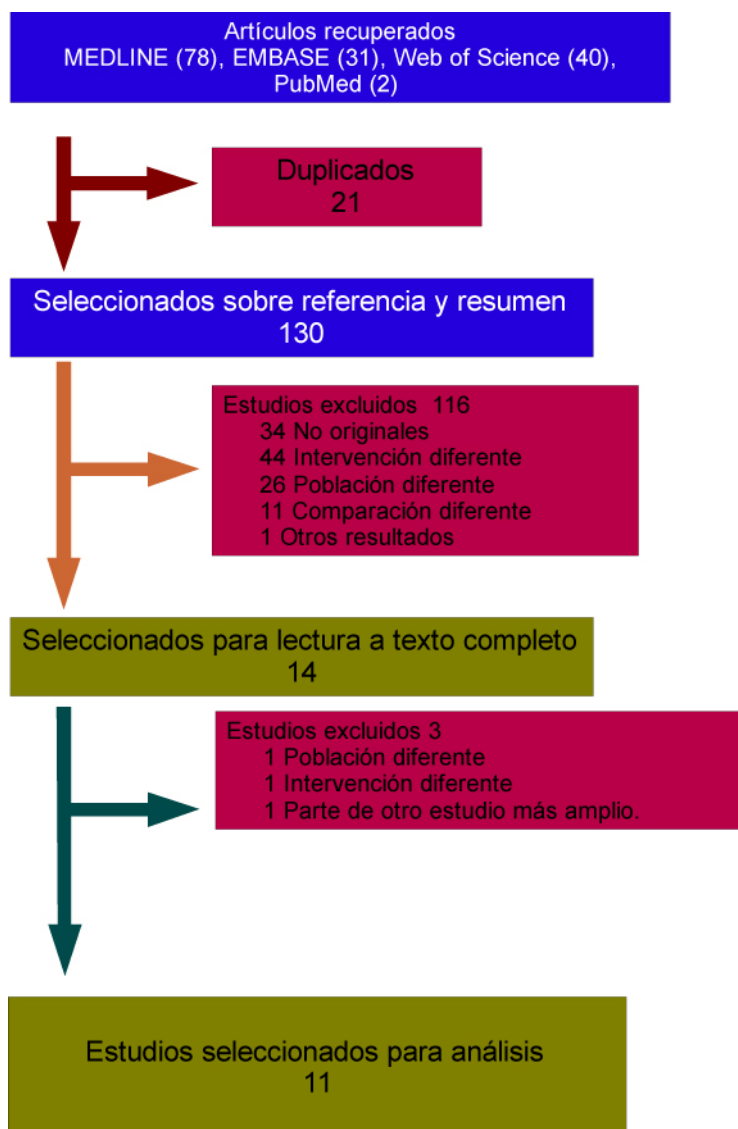 Artículos recuperados
MEDLINE (78), EMBASE (31), Web of Science (40),
PubMed (2)
Duplicados
21
Seleccionados sobre referencia y resumen
130
Estudios excluidos 116
34 No originales
44 Intervención diferente
26 Población diferente
11 Comparación diferente
1 Otros resultados
Seleccionados para lectura a texto completo
14
Estudios excluidos 3
1 Población diferente
1 Intervención diferente
1 Parte de otro estudio más amplio.
Estudios seleccionados para análisis
11